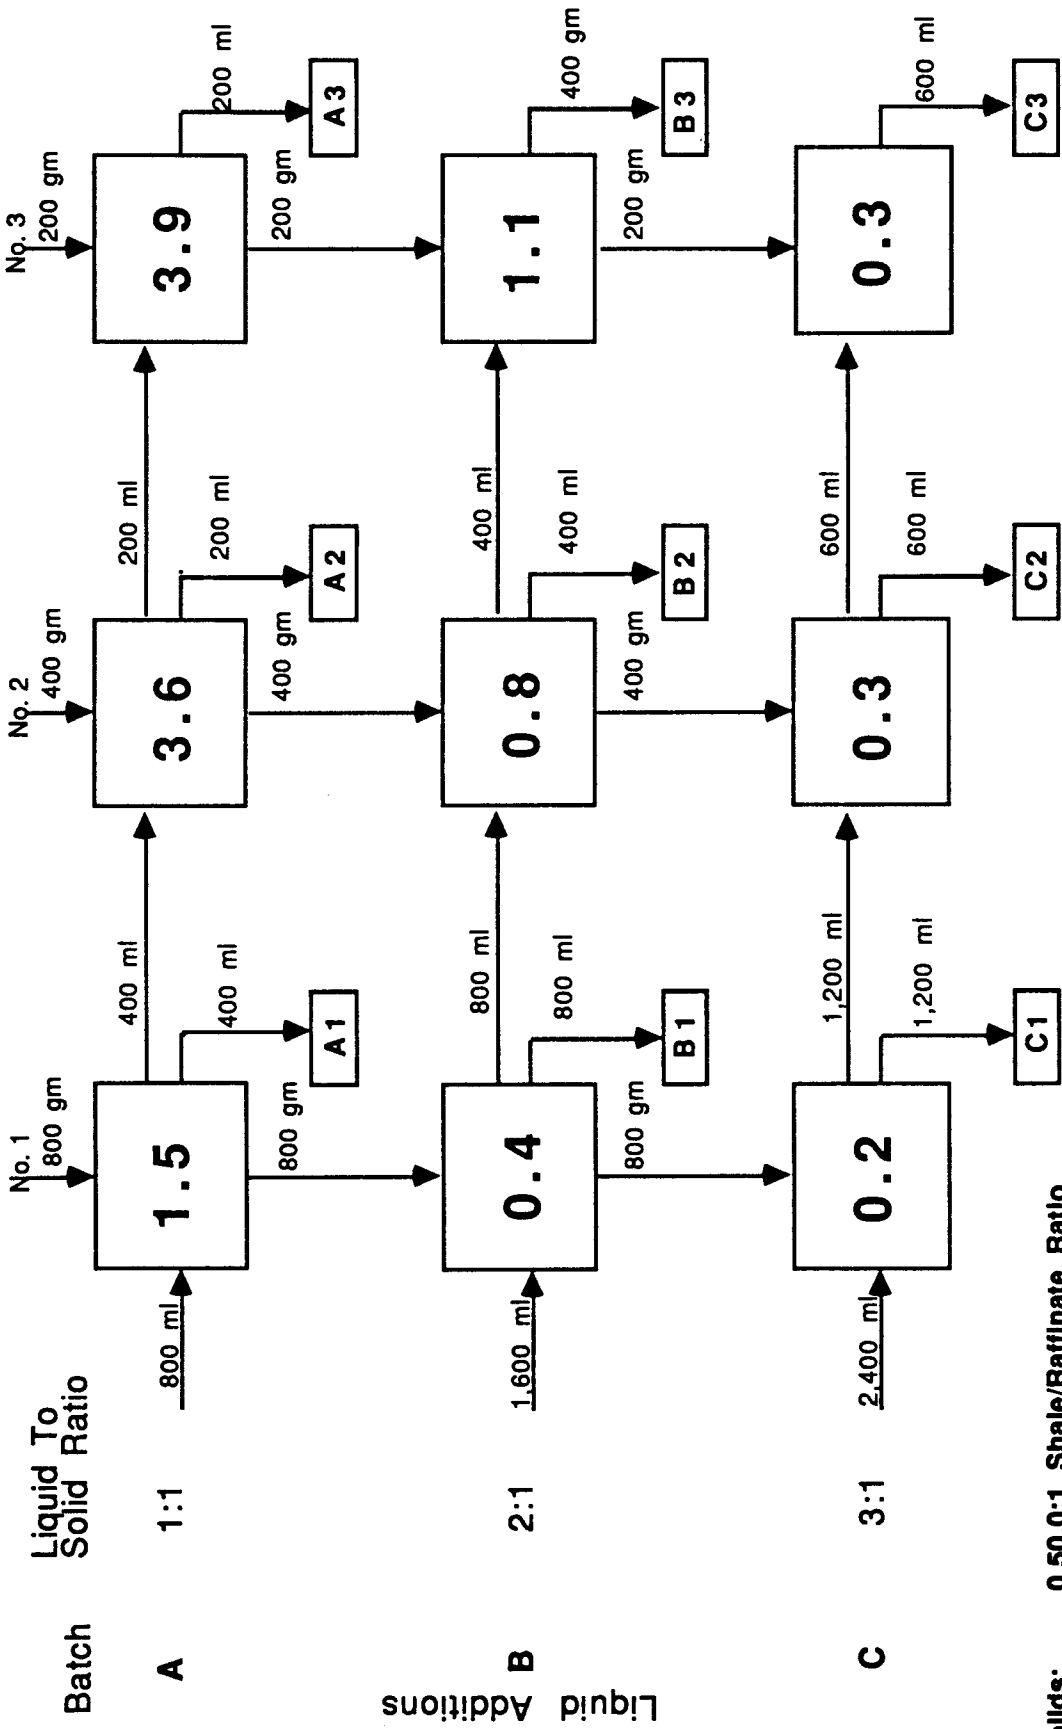 No. 1
No. 2
No. 3
Liquid To
Solid Ratio
Batch
800 gm
400 gm
200 gm
A
1:1
800 ml
1.5
400 ml
3.6
200 ml
3.9
400 ml
200 ml
200 ml
800 gm
400 gm
200 gm
A1
A2
A3
Liquid Additions
B
2:1
1,600 ml
0.4
800 ml
0.8
400 ml
1.1
800 ml
400 ml
400 gm
800 gm
400 gm
200 gm
B1
B2
B3
C
3:1
2,400 ml
0.2
1,200 ml
0.3
600 ml
0.3
1,200 ml
600 ml
600 ml
C1
C2
C3
0.50.0:1 Shale/Raffinate Ratio